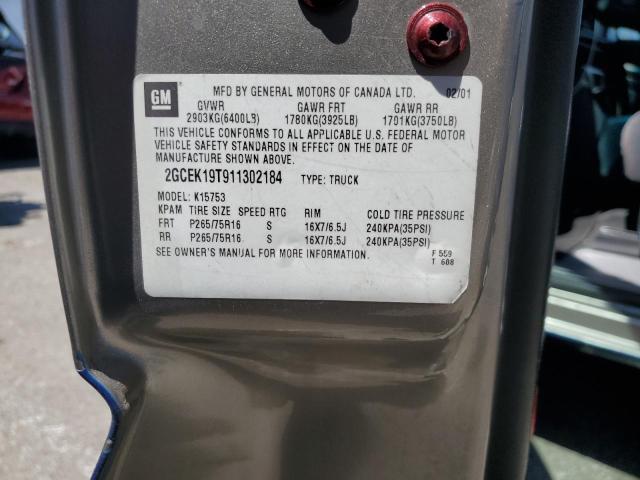 GM
MFD BY GENERAL MOTORS OF CANADA LTD. 02/01
GVWR GAWR FRT GAWR RR
2903KG(6400LB) 1780KG(3925LB) 1701KG(3750LB)
THIS VEHICLE CONFORMS TO ALL APPLICABLE U.S. FEDERAL MOTOR
VEHICLE SAFETY STANDARDS IN EFFECT ON THE DATE OF
MANUFACTURE SHOWN ABOVE.
2GCEK19T911302184 TYPE: TRUCK
MODEL: K15753
KPAM TIRE SIZE SPEED RTG RIM COLD TIRE PRESSURE
FRT P265/75R16 S 16X7/6.5J 240KPA(35PSI)
RR P265/75R16 S 16X7/6.5J 240KPA(35PSI)
SEE OWNER'S MANUAL FOR MORE INFORMATION. F 559
T 608